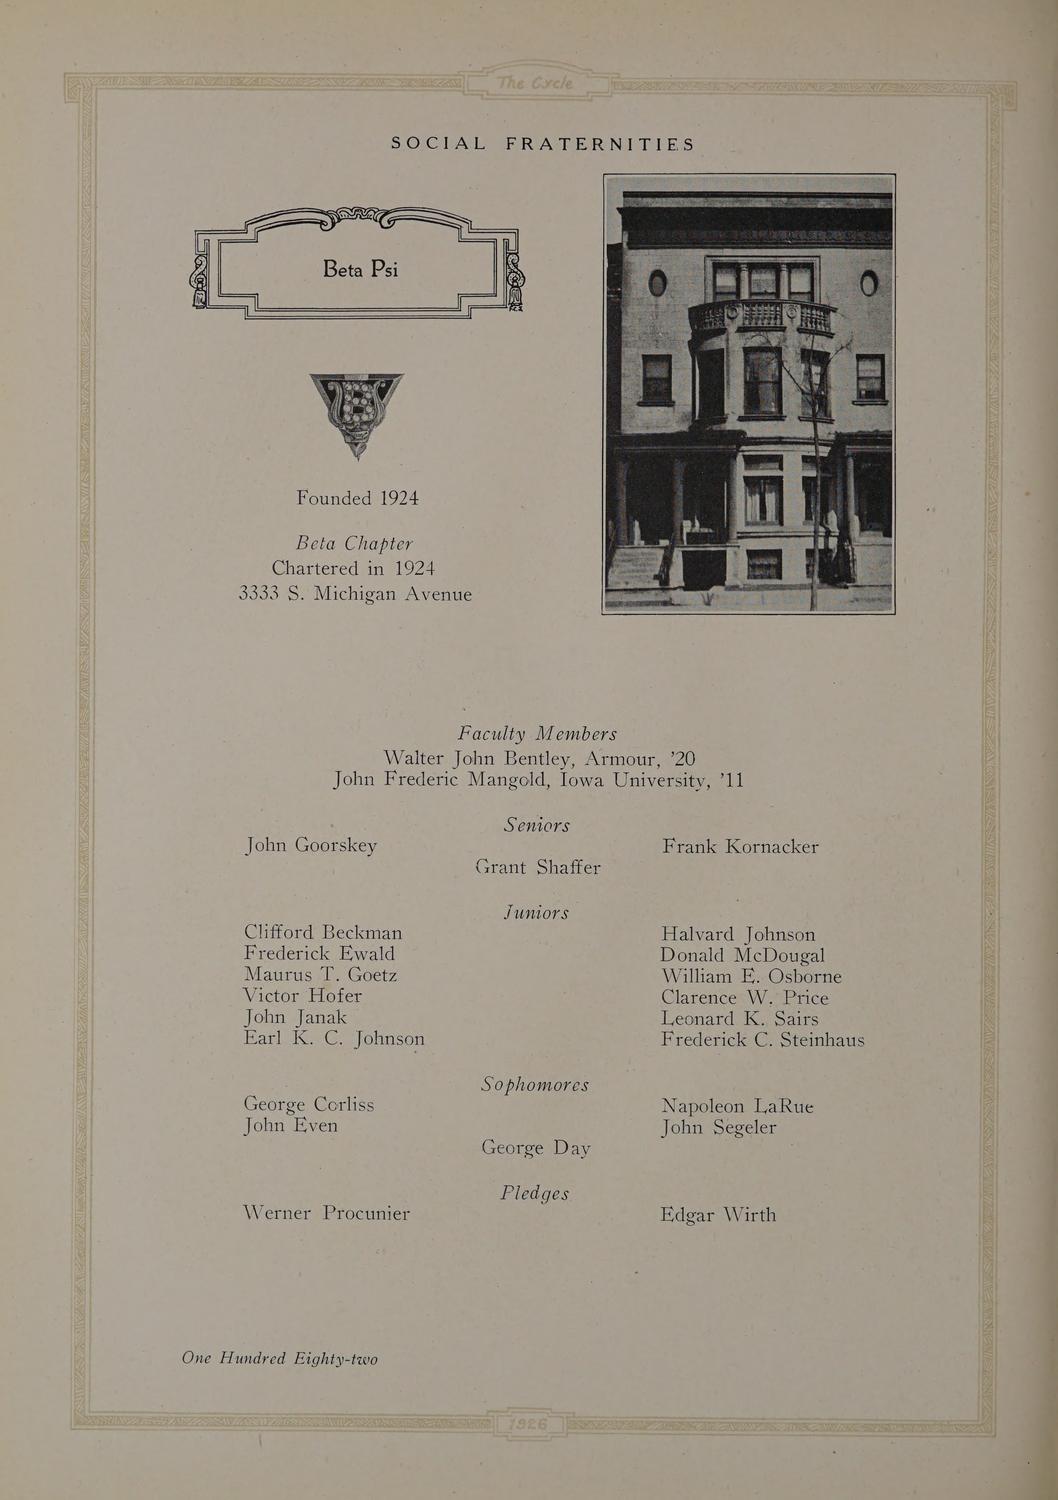 The Cycle
SOCIAL FRATERNITIES
Beta Psi
Founded 1924
Beta Chapter
Chartered in 1924
3333 S. Michigan Avenue
Faculty Members
Walter John Bentley, Armour, '20
John Frederic Mangold, Iowa University, '11
Seniors
John Goorskey
Frank Kornacker
Grant Shaffer
Juniors
Clifford Beckman
Halvard Johnson
Frederick Ewald
Donald McDougal
Maurus T. Goetz
William E. Osborne
Victor Hofer
Clarence W. Price
John Janak
Leonard K. Sairs
Earl K. C. Johnson
Frederick C. Steinhaus
Sophomores
George Corliss
Napoleon LaRue
John Even
John Segeler
George Day
Pledges
Werner Procunier
Edgar Wirth
One Hundred Eighty-two
1926